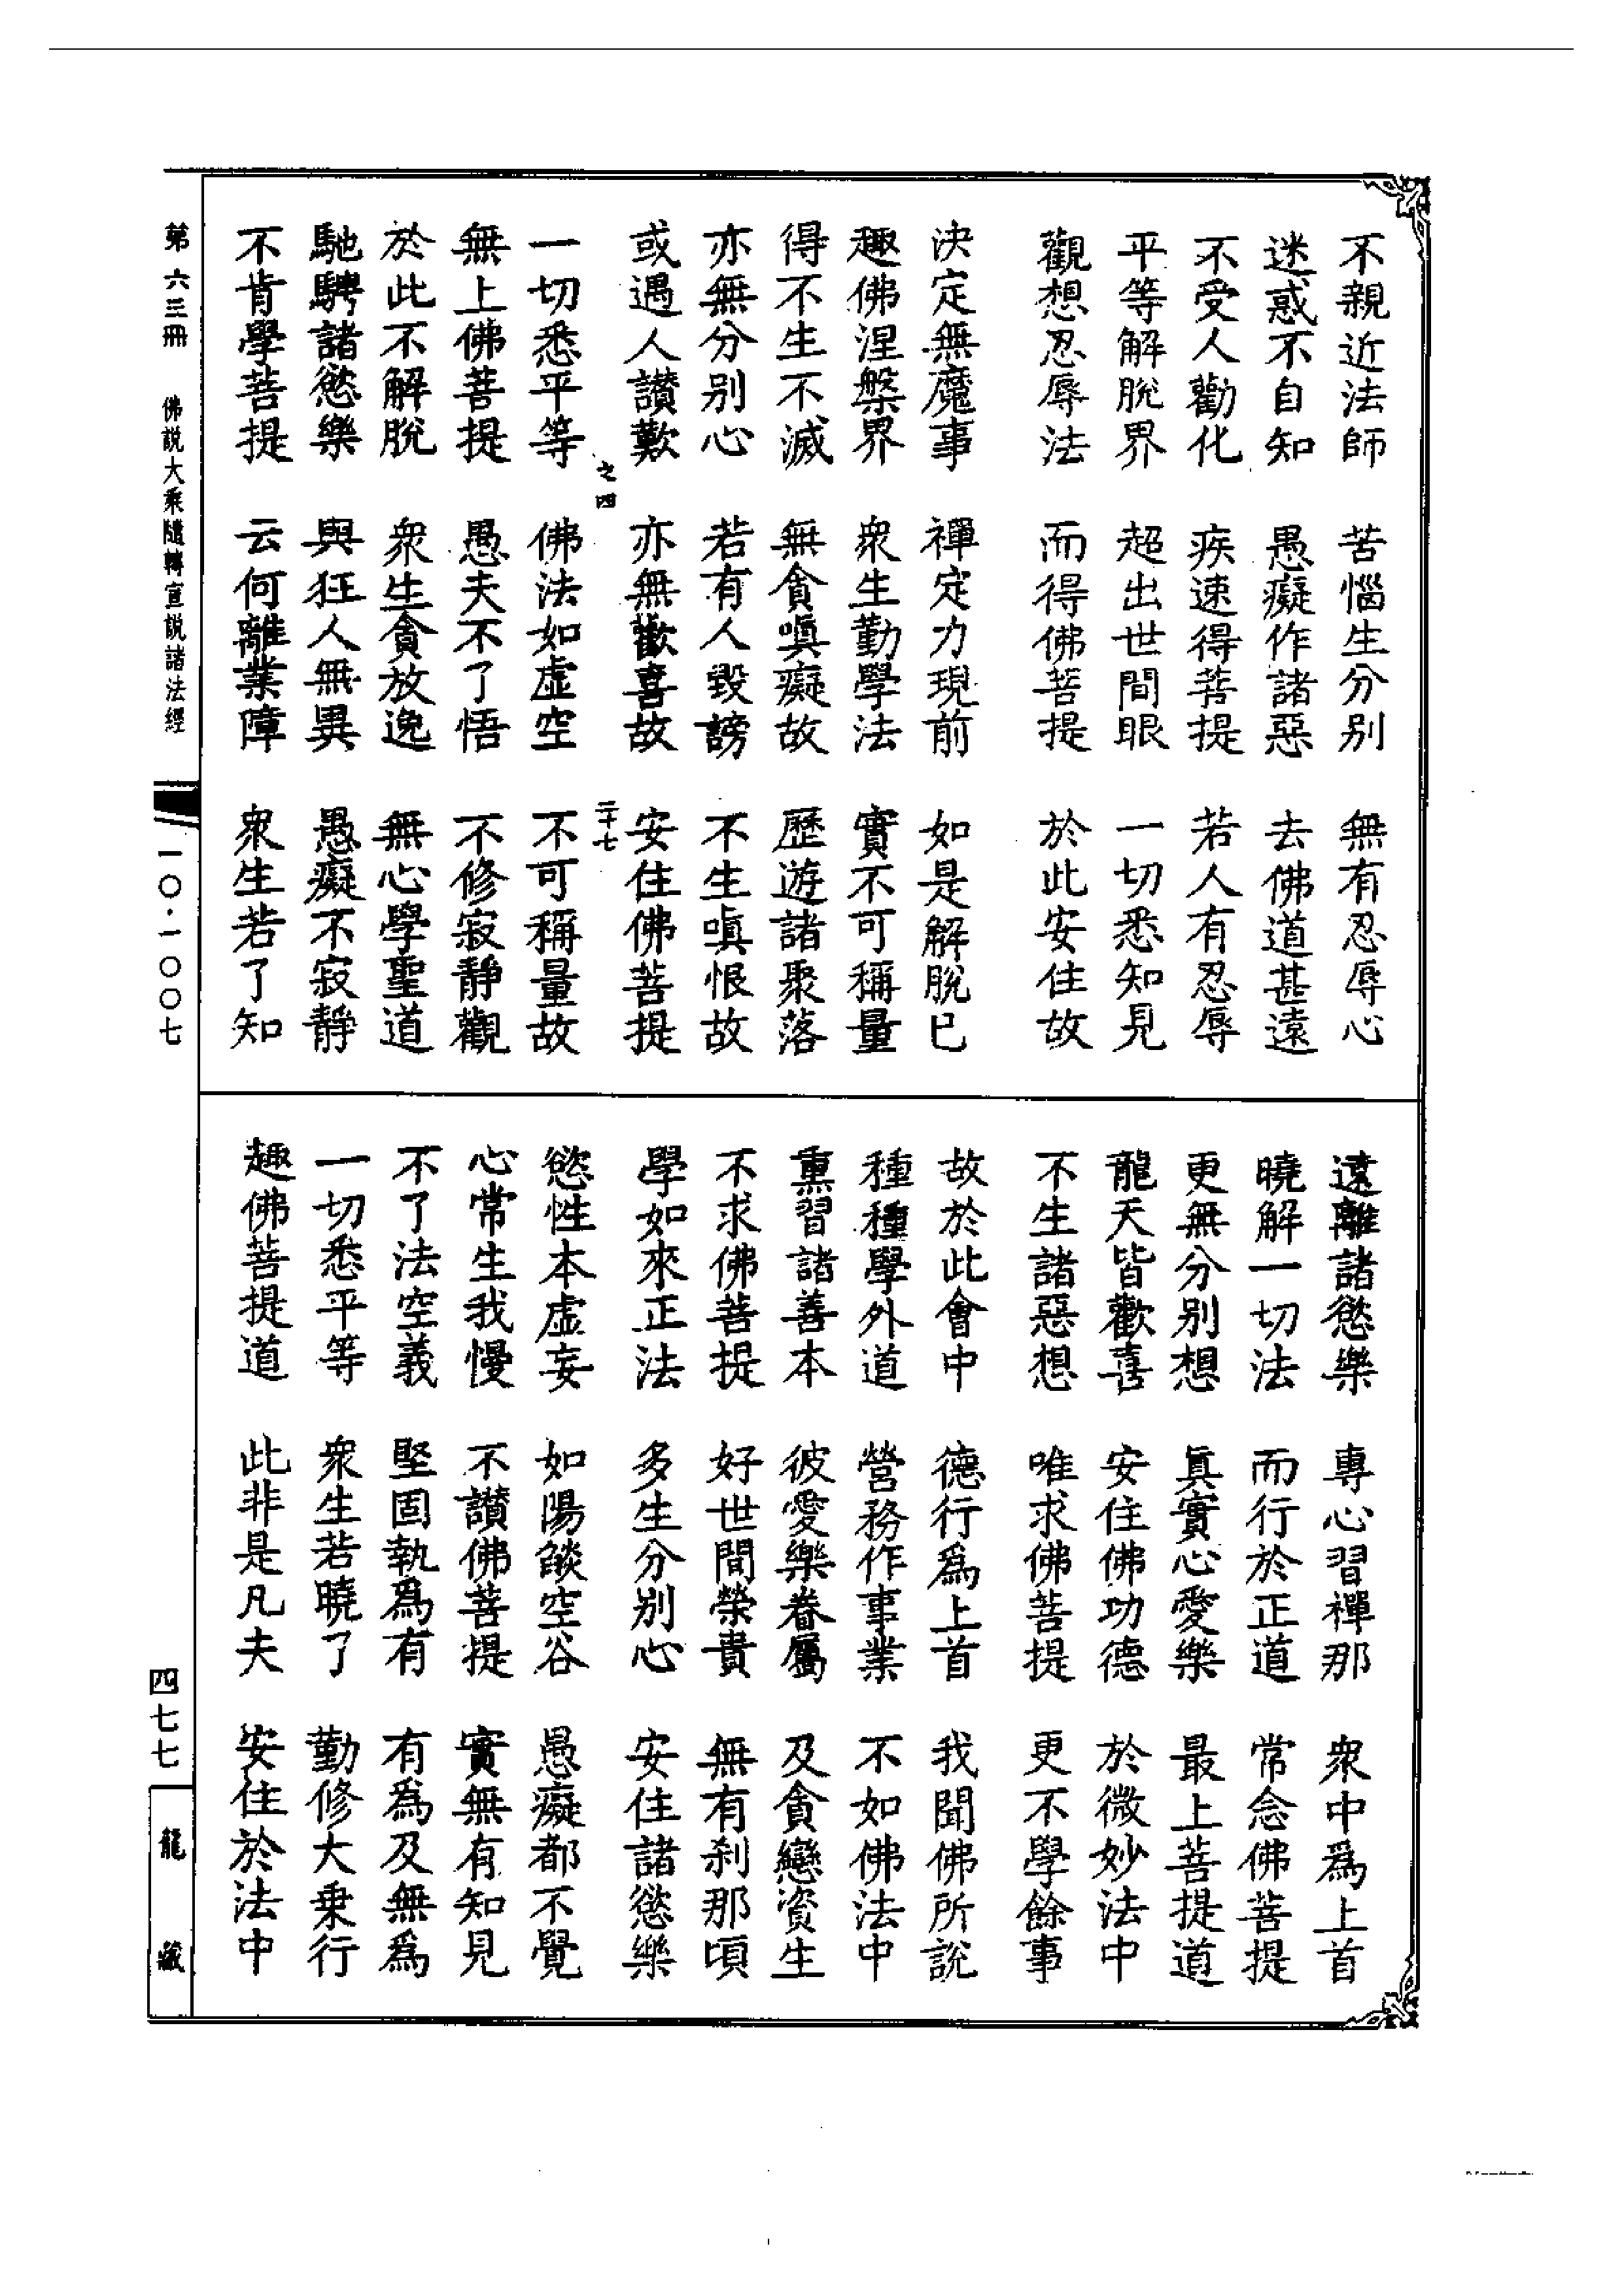 不親近法師　苦惱生分别　無有忍辱心
迷惑不自知　愚癡作諸惡　去佛道甚遠
不受人勸化　疾速得菩提　若人有忍辱
平等解脫界　超出世間眼　一切悉知見
觀想忍辱法　而得佛菩提　於此安住故
決定無魔事　禪定力現前　如是解脫已
趣佛涅槃界　衆生勤學法　實不可稱量
得不生不滅　無貪嗔癡故　歷遊諸聚落
亦無分别心　若有人毀謗　不生嗔恨故
或遇人讃歎　亦無歡喜故　安住佛菩提
之四　二十七
一切悉平等　佛法如虛空　不可稱量故
無上佛菩提　愚夫不了悟　不修寂靜觀
於此不解脫　衆生貪放逸　無心學聖道
馳騁諸慾樂　與狂人無異　愚癡不寂靜
不肯學菩提　云何離業障　衆生若了知
遠離諸慾樂　專心習禪那　衆中爲上首
曉解一切法　而行於正道　常念佛菩提
更無分别想　眞實心愛樂　最上菩提道
龍天皆歡喜　安住佛功德　於微妙法中
不生諸惡想　唯求佛菩提　更不學餘事
故於此會中　德行爲上首　我聞佛所說
種種學外道　營務作事業　不如佛法中
熏習諸善本　彼愛樂眷屬　及貪戀資生
不求佛菩提　好世間榮貴　無有刹那頃
學如來正法　多生分别心　安住諸慾樂
慾性本虛妄　如陽燄空谷　愚癡都不覺
心常生我慢　不讃佛菩提　實無有知見
不了法空義　堅固執爲有　有爲及無爲
一切悉平等　衆生若曉了　勤修大乗行
趣佛菩提道　此非是凡夫　安住於法中
第六三冊　佛説大乘隨轉宣説諸法經　一〇・一〇〇七
四七七
龍藏